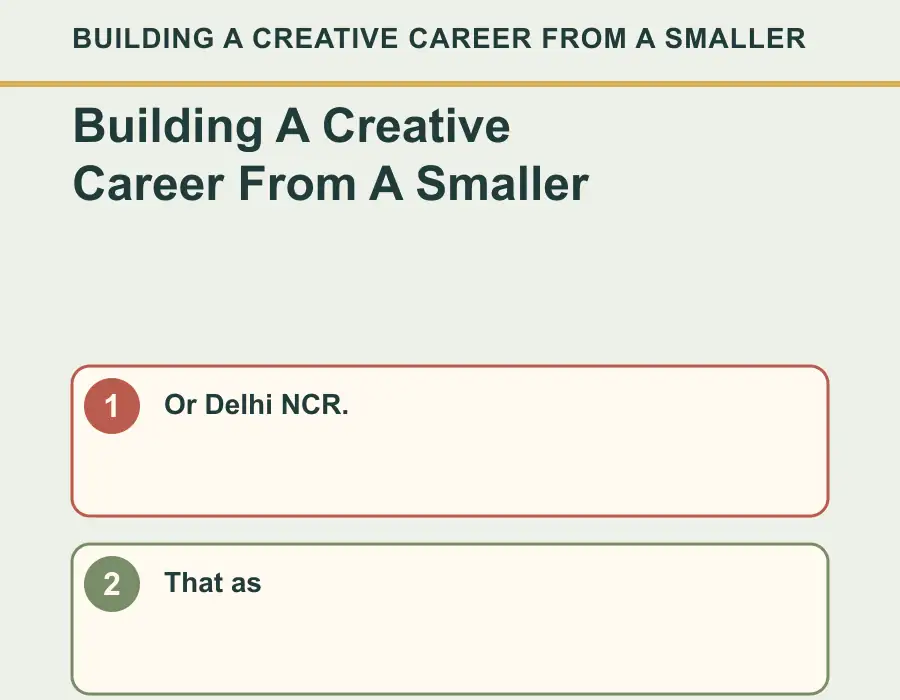 BUILDING A CREATIVE CAREER FROM A SMALLER
Building A Creative
Career From A Smaller
1
Or Delhi NCR.
2
That as